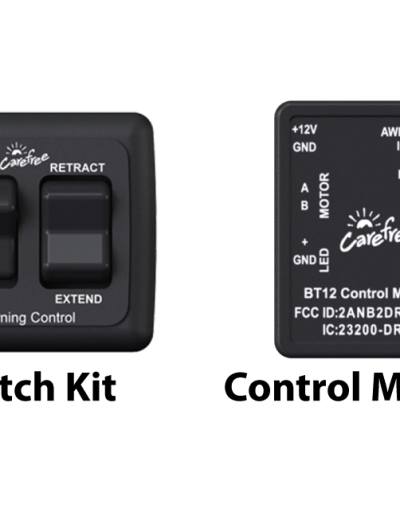 Carefree
RETRACT
EXTEND
ning Control
tch Kit
+12V
GND
AW
I
A
B
MOTOR
+
GND
LED
Carefree
BT12 Control M
FCC ID:2ANB2DR
IC:23200-DR
Control M